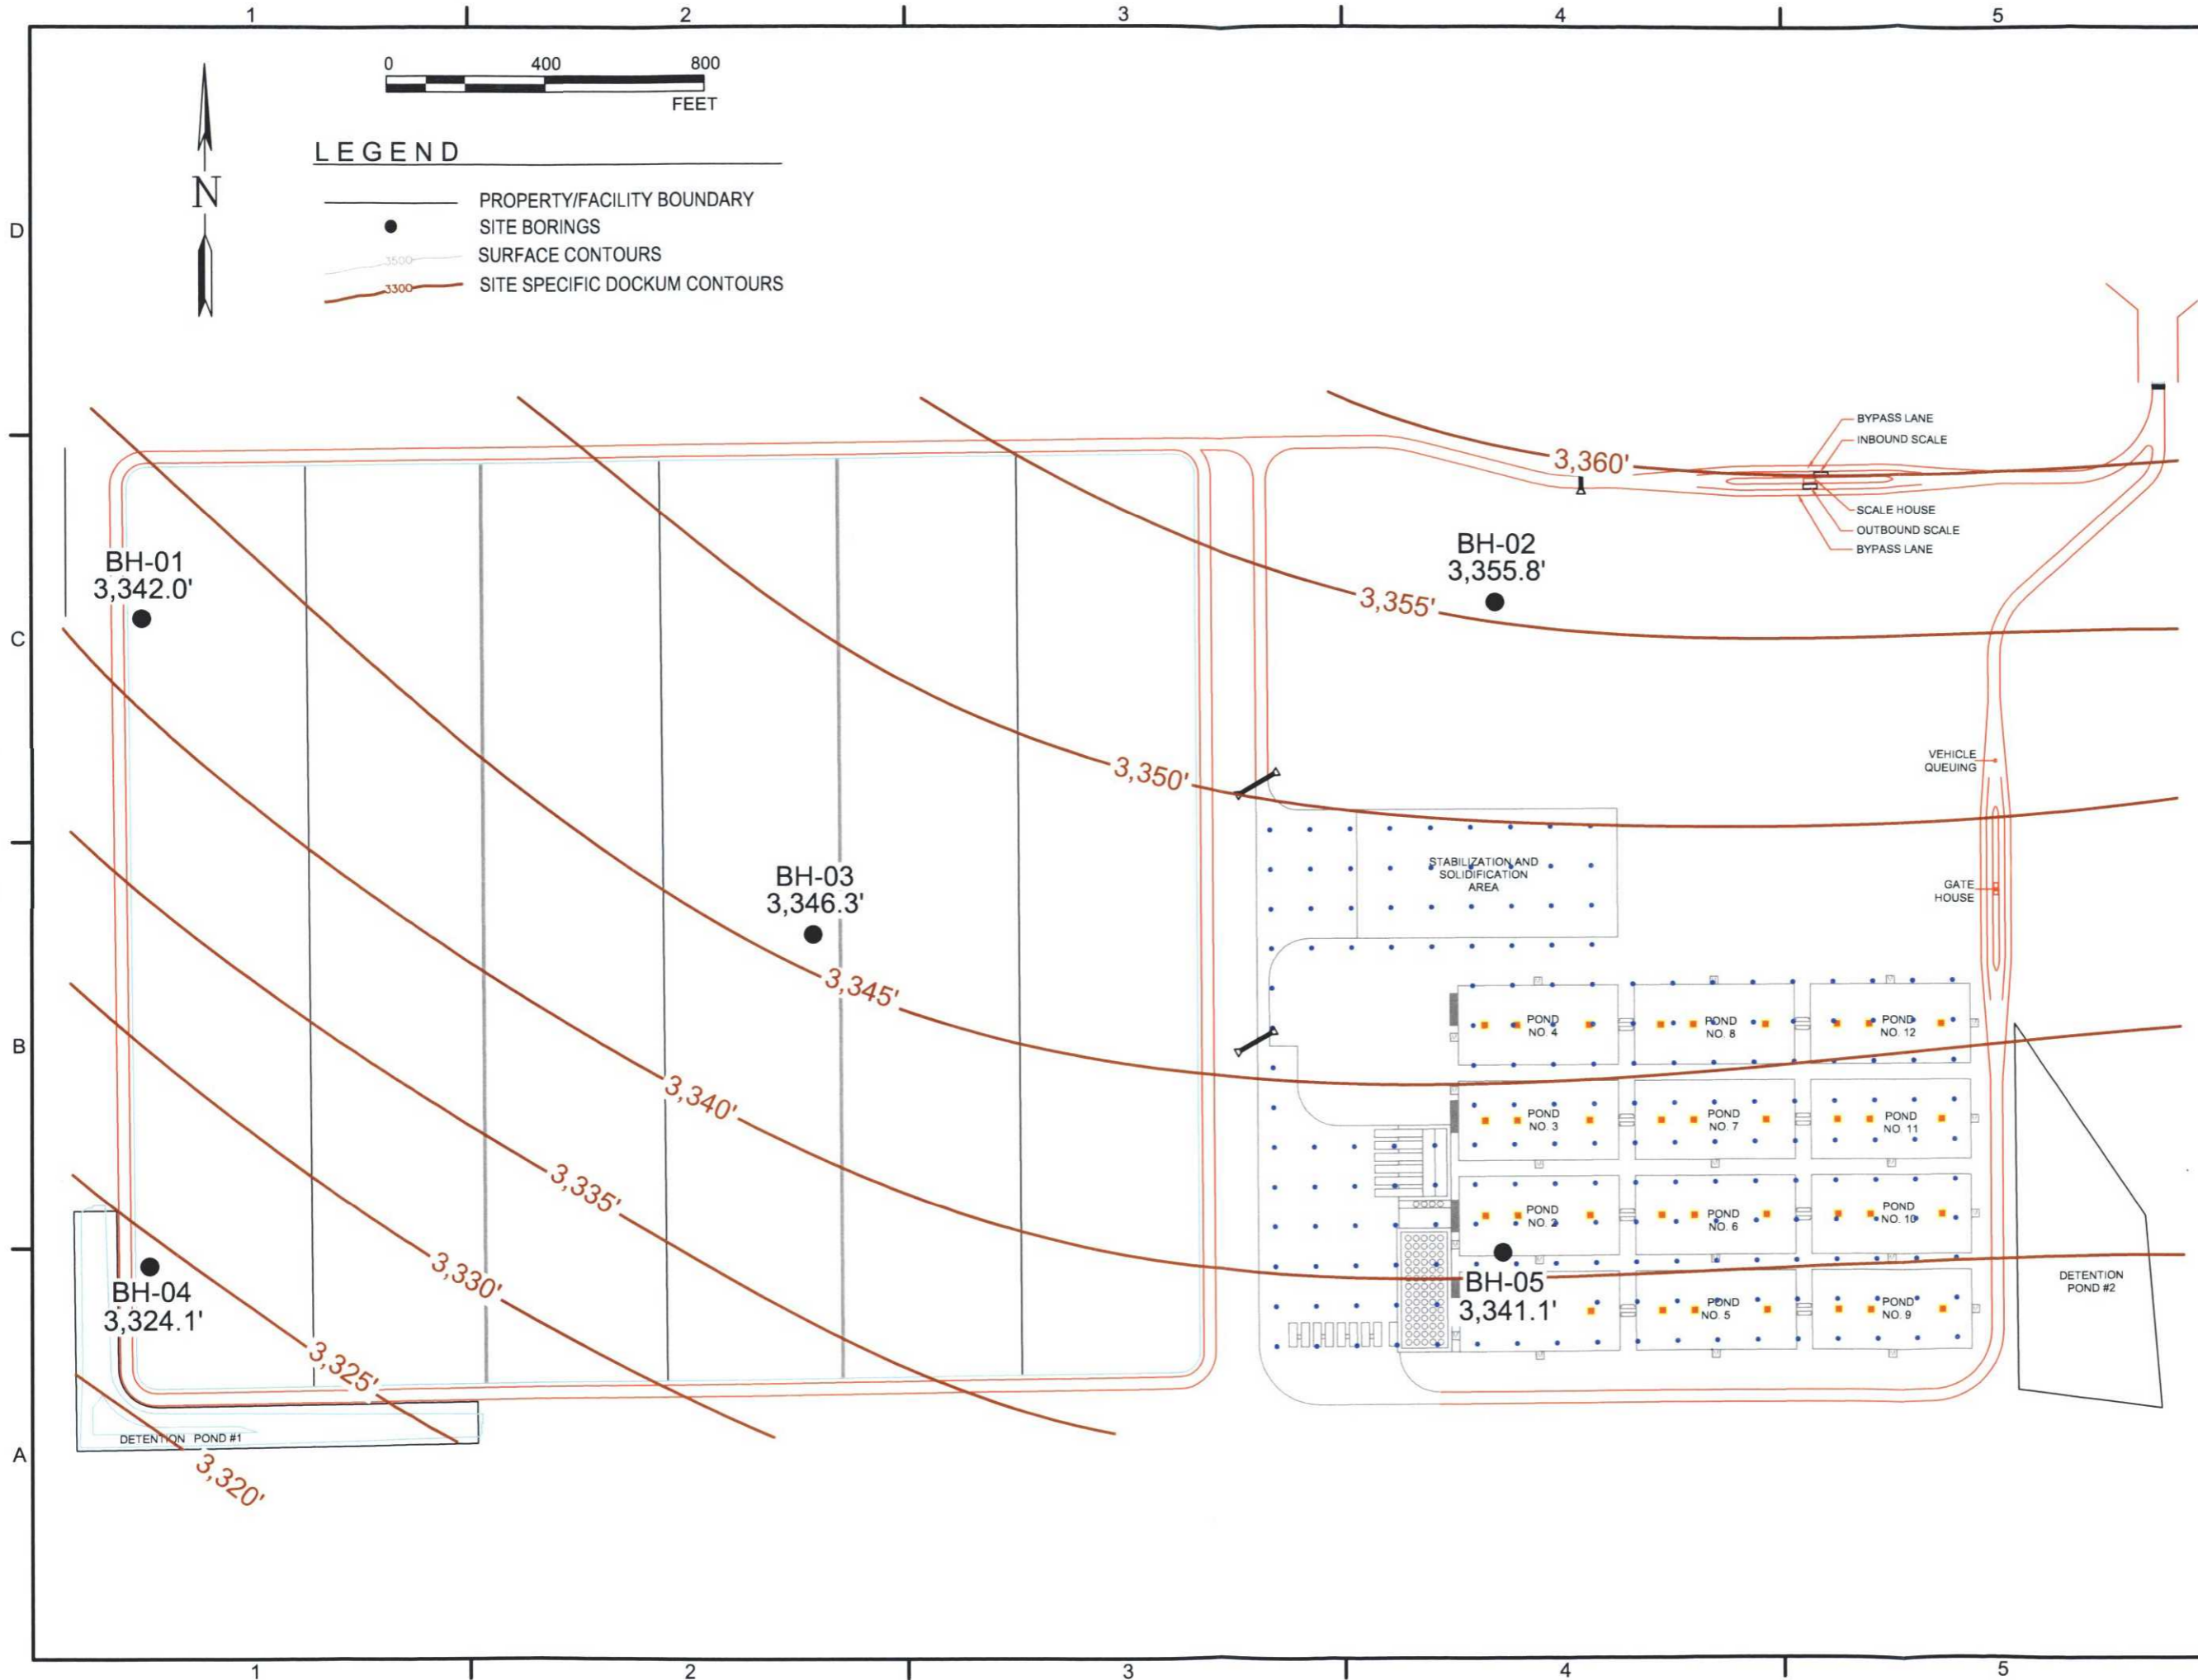 1 2 3 4 5
0 400 800
FEET
N
LEGEND
PROPERTY/FACILITY BOUNDARY
SITE BORINGS
3500 SURFACE CONTOURS
3300 SITE SPECIFIC DOCKUM CONTOURS
D
BYPASS LANE
INBOUND SCALE
3,360'
SCALE HOUSE
OUTBOUND SCALE
BYPASS LANE
BH-01
3,342.0'
BH-02
3,355.8'
3,355'
C
VEHICLE
QUEUING
3,350'
STABILIZATION AND
SOLIDIFICATION
AREA
BH-03
3,346.3'
GATE
HOUSE
3,345'
POND
NO. 4
POND
NO. 8
POND
NO. 12
B
3,340'
POND
NO. 3
POND
NO. 7
POND
NO. 11
3,335'
POND
NO. 2
POND
NO. 6
POND
NO. 10
3,330'
BH-04
3,324.1'
BH-05
3,341.1'
POND
NO. 5
POND
NO. 9
DETENTION
POND #2
3,325'
DETENTION POND #1
A
3,320'
1 2 3 4 5